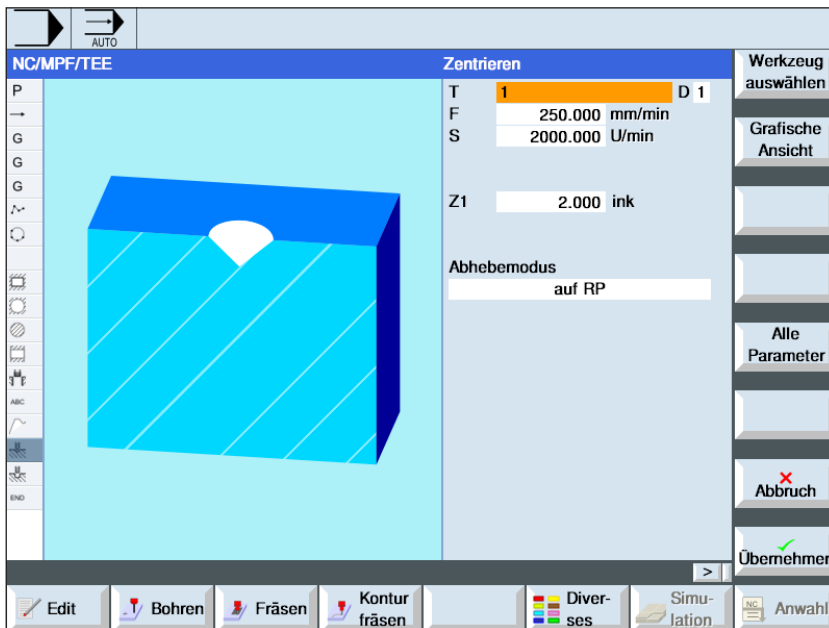 AUTO
NC/MPF/TEE
Zentrieren
P
G
G
G
ABC
END
T 1 D 1
F 250.000 mm/min
S 2000.000 U/min
Z1 2.000 ink
Abhebemodus
auf RP
Werkzeug
auswählen
Grafische
Ansicht
Alle
Parameter
Abbruch
Übernehmer
>
Edit
Bohren
Fräsen
Kontur
fräsen
Diver-
ses
Simu-
lation
NC
Anwahl